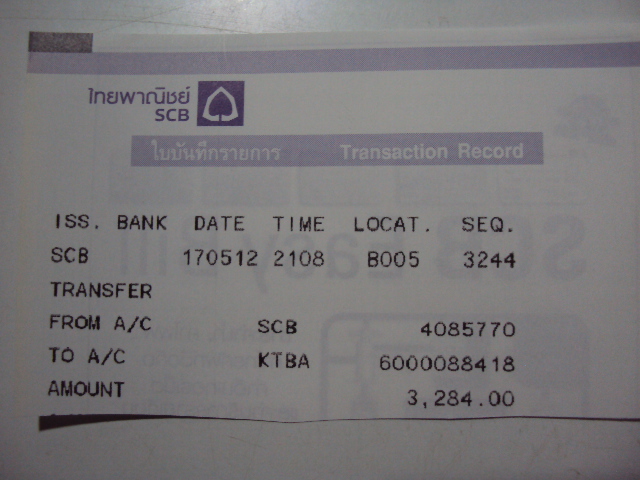 ไทยพาณิชย์
SCB
ใบบันทึกรายการ Transaction Record
ISS. BANK DATE TIME LOCAT. SEQ.
SCB 170512 2108 B005 3244
TRANSFER
FROM A/C SCB 4085770
TO A/C KTBA 6000088418
AMOUNT 3,284.00